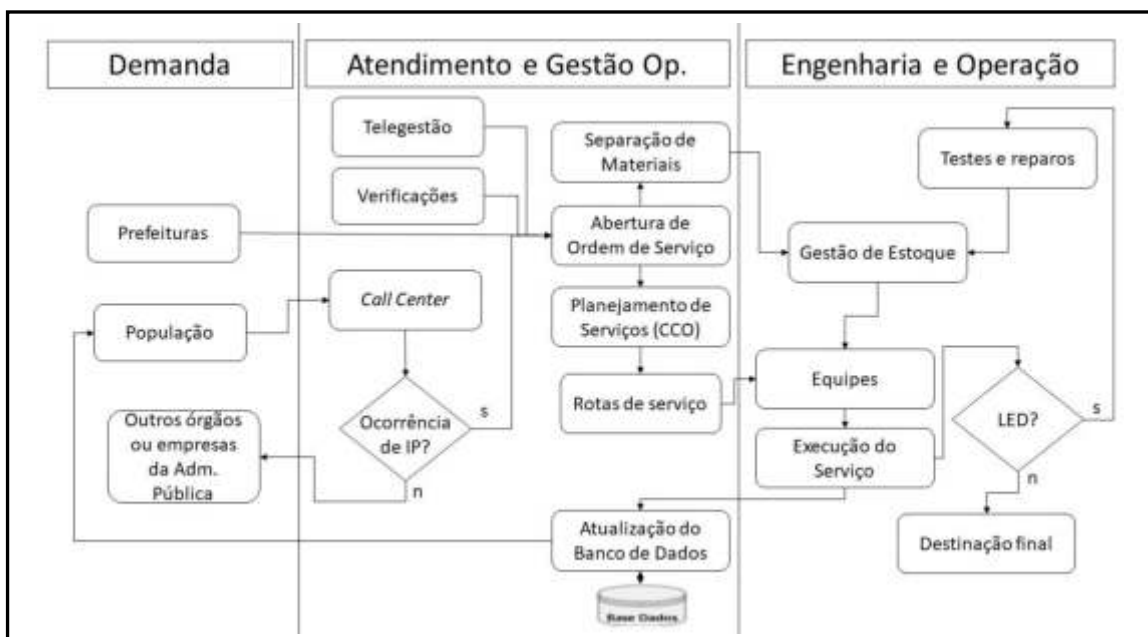 Demanda
Atendimento e Gestão Op.
Engenharia e Operação
Telegestão
Verificações
Separação de
Materiais
Testes e reparos
Prefeituras
Abertura de
Ordem de Serviço
Gestão de Estoque
Call Center
População
Planejamento de
Serviços (CCO)
Equipes
Rotas de serviço
LED?
s
Ocorrência
de IP?
s
n
Outros órgãos
ou empresas
da Adm.
Pública
Execução do
Serviço
n
Atualização do
Banco de Dados
Destinação final
Base Dados